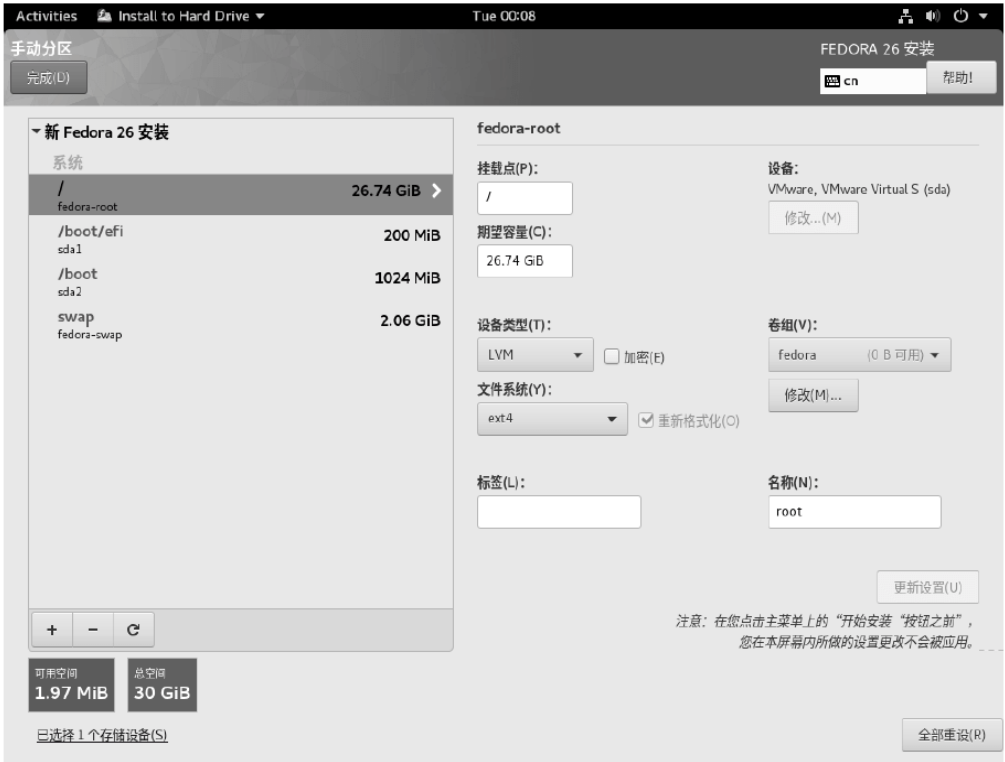 Activities Install to Hard Drive Tue 00:08
手动分区
FEDORA 26 安装
完成(D)
cn
帮助!
新 Fedora 26 安装
系统
/ 26.74 GiB
fedora-root
/boot/efi 200 MiB
sda1
/boot 1024 MiB
sda2
swap 2.06 GiB
fedora-swap
+ −
可用空间
1.97 MiB
总空间
30 GiB
已选择 1 个存储设备(S)
fedora-root
挂载点(P)：
/
期望容量(C)：
26.74 GiB
设备：
VMware, VMware Virtual S (sda)
修改...(M)
设备类型(T)：
LVM
加密(E)
文件系统(Y)：
ext4
重新格式化(O)
卷组(V)：
fedora (0 B 可用)
修改(M)...
标签(L)：
名称(N)：
root
更新设置(U)
注意：在您点击主菜单上的“开始安装“按钮之前”，
您在本屏幕内所做的设置更改不会被应用。
全部重设(R)